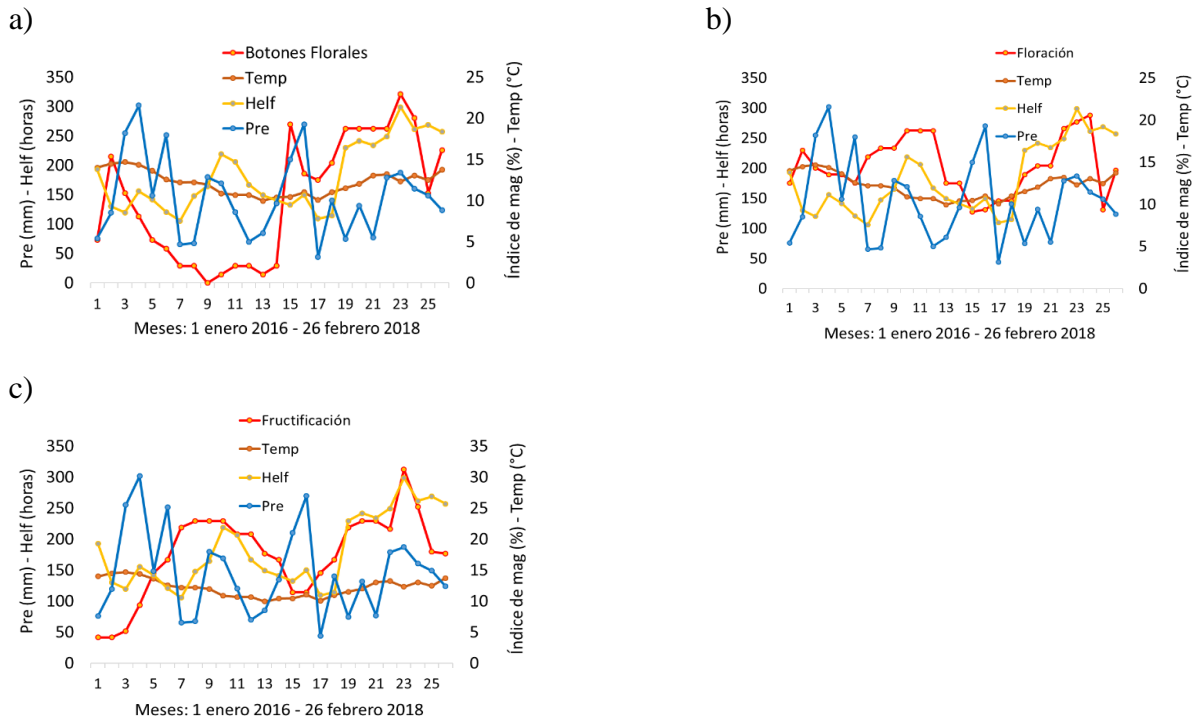 a)
Botones Florales
Temp
Helf
Pre
Pre (mm) - Helf (horas)
350
300
250
200
150
100
50
0
25
20
15
10
5
0
Índice de mag (%) - Temp (°C)
1 3 5 7 9 11 13 15 17 19 21 23 25
Meses: 1 enero 2016 - 26 febrero 2018
b)
Floración
Temp
Helf
Pre
Pre (mm) - Helf (horas)
350
300
250
200
150
100
50
0
25
20
15
10
5
0
Índice de mag (%) - Temp (°C)
1 3 5 7 9 11 13 15 17 19 21 23 25
Meses: 1 enero 2016 - 26 febrero 2018
c)
Fructificación
Temp
Helf
Pre
Pre (mm) - Helf (horas)
350
300
250
200
150
100
50
0
35
30
25
20
15
10
5
0
Índice de mag (%) - Temp (°C)
1 3 5 7 9 11 13 15 17 19 21 23 25
Meses: 1 enero 2016 - 26 febrero 2018